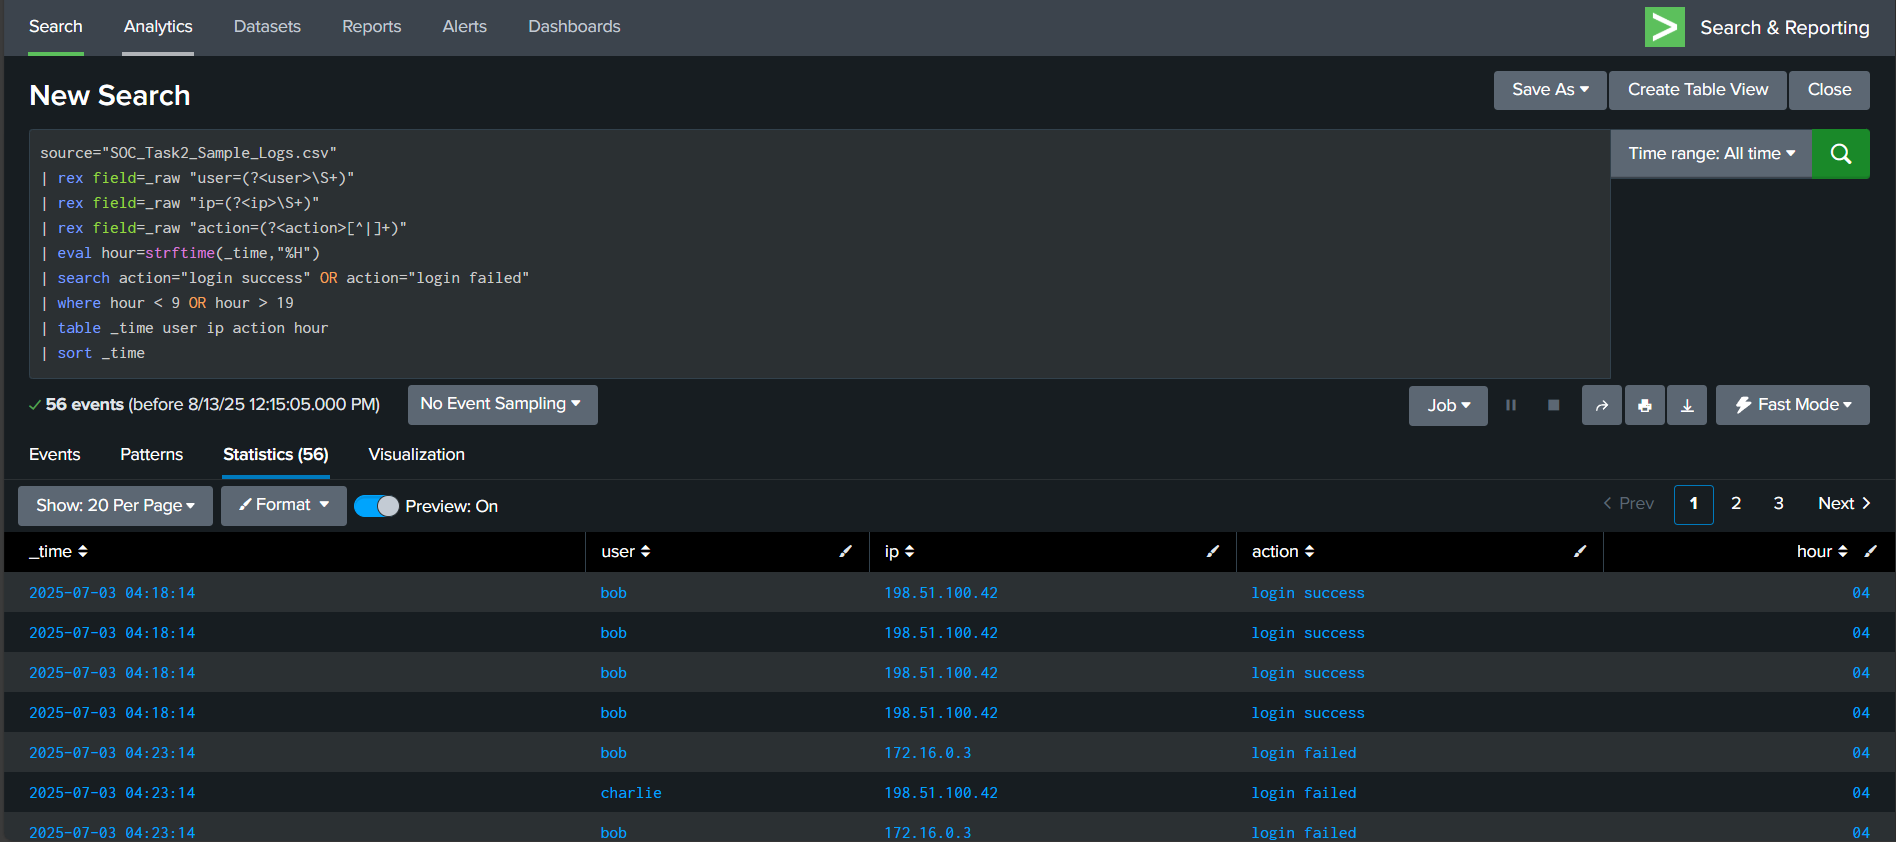 Search Analytics Datasets Reports Alerts Dashboards Search & Reporting
New Search
Save As Create Table View Close
source="SOC_Task2_Sample_Logs.csv"
| rex field=_raw "user=(?<user>\S+)"
| rex field=_raw "ip=(?<ip>\S+)"
| rex field=_raw "action=(?<action>[^|]+)"
| eval hour=strftime(_time,"%H")
| search action="login success" OR action="login failed"
| where hour < 9 OR hour > 19
| table _time user ip action hour
| sort _time
Time range: All time
56 events (before 8/13/25 12:15:05.000 PM) No Event Sampling Job Fast Mode
Events Patterns Statistics (56) Visualization
Show: 20 Per Page Format Preview: On < Prev 1 2 3 Next >
_time user ip action hour
2025-07-03 04:18:14 bob 198.51.100.42 login success 04
2025-07-03 04:18:14 bob 198.51.100.42 login success 04
2025-07-03 04:18:14 bob 198.51.100.42 login success 04
2025-07-03 04:18:14 bob 198.51.100.42 login success 04
2025-07-03 04:23:14 bob 172.16.0.3 login failed 04
2025-07-03 04:23:14 charlie 198.51.100.42 login failed 04
2025-07-03 04:23:14 bob 172.16.0.3 login failed 04